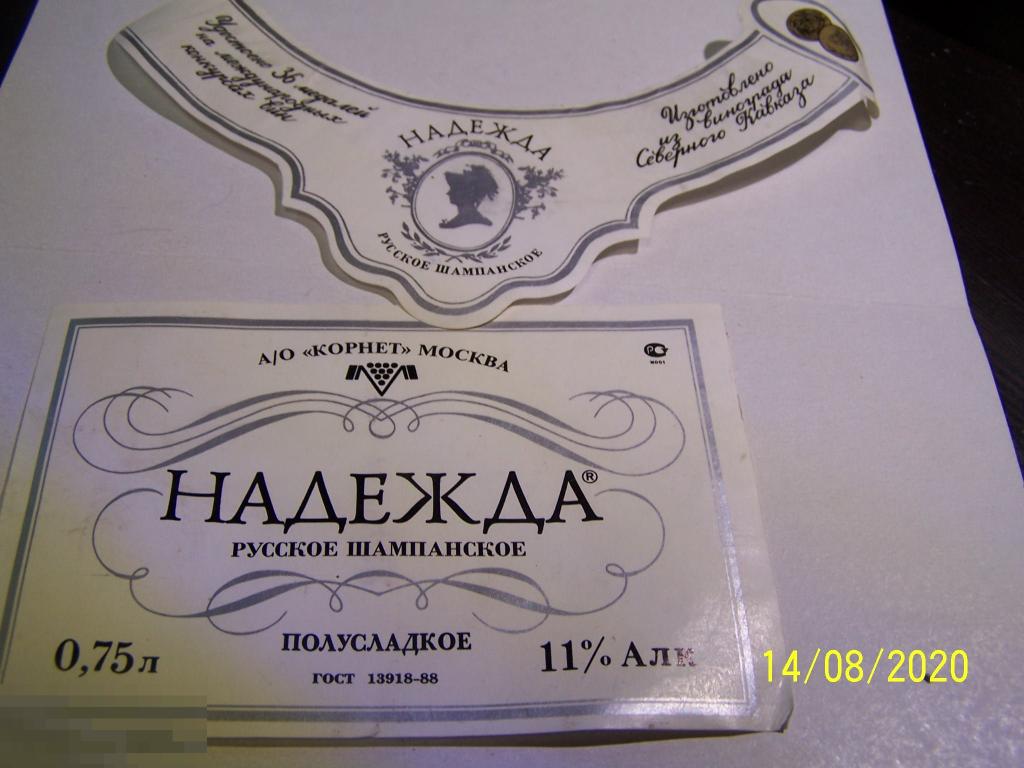 Удостоено 36 медалей
на международных
конкурсах вин
НАДЕЖДА
РУССКОЕ ШАМПАНСКОЕ
Изготовлено
из винограда
Северного Кавказа
А/О «КОРНЕТ» МОСКВА
НАДЕЖДА®
РУССКОЕ ШАМПАНСКОЕ
ПОЛУСЛАДКОЕ
0,75л
11% Алк
ГОСТ 13918-88
14/08/2020